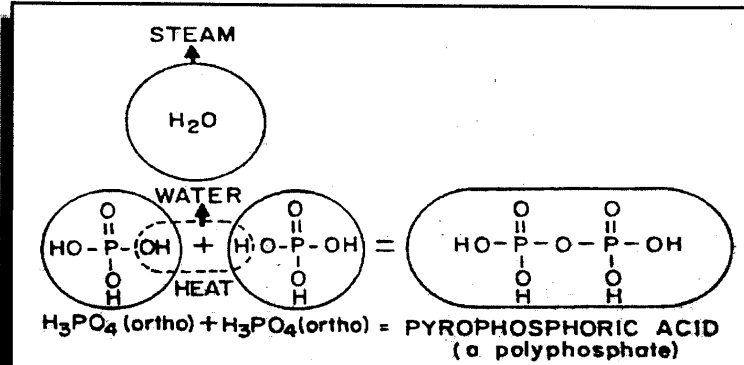 STEAM
H₂O
WATER
O O O O
|| || || ||
HO-P-OH + HO-P-OH = HO-P-O-P-OH
| | | |
O O O O
H H H H
HEAT
H₃PO₄(ortho) + H₃PO₄(ortho) = PYROPHOSPHORIC ACID
(a polyphosphate)